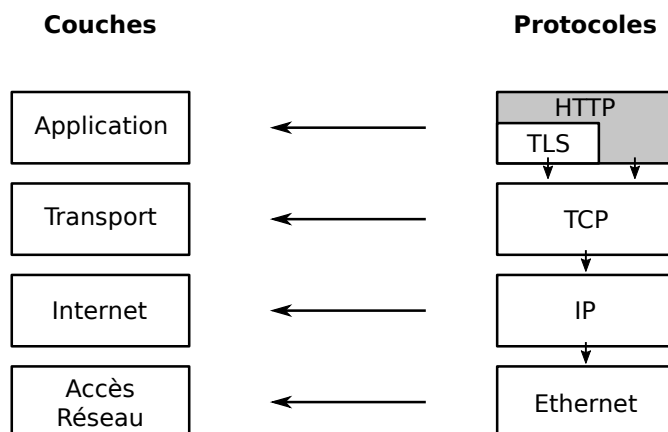 Couches
Protocoles
Application
HTTP
TLS
Transport
TCP
Internet
IP
Accès
Réseau
Ethernet